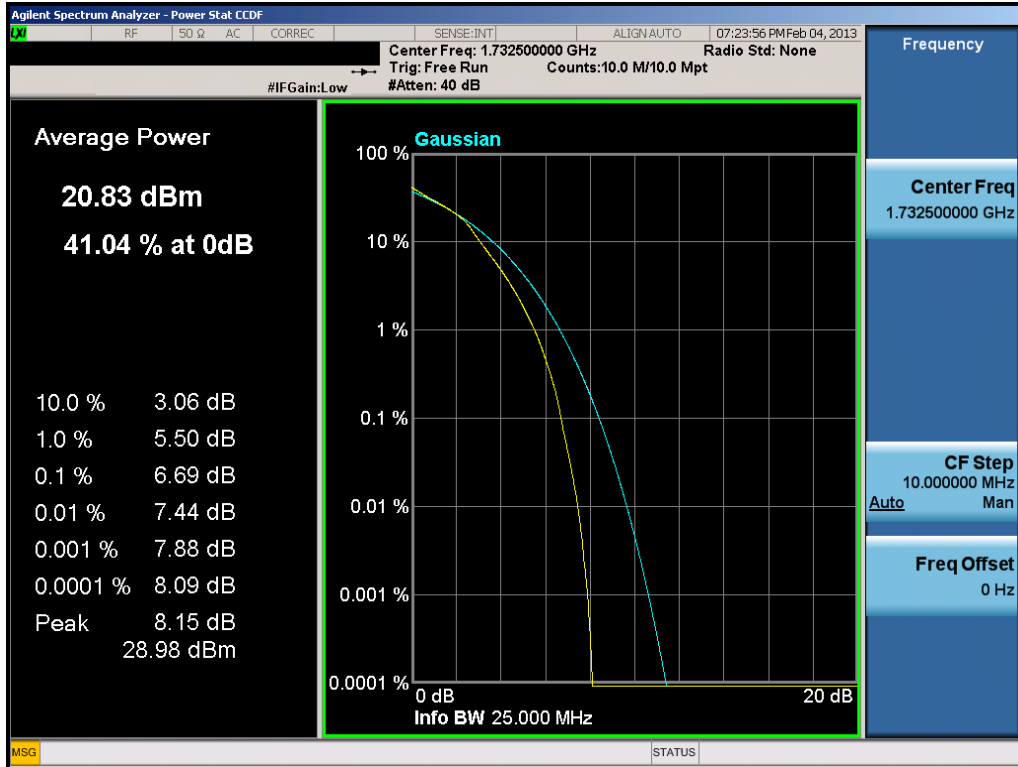 Agilent Spectrum Analyzer - Power Stat CCDF
LXI RF 50 Ω AC CORREC SENSE:INT ALIGN AUTO 07:23:56 PM Feb 04, 2013
Center Freq: 1.732500000 GHz Radio Std: None
Trig: Free Run Counts:10.0 M/10.0 Mpt
#IFGain:Low #Atten: 40 dB
Average Power
20.83 dBm
41.04 % at 0dB
10.0 % 3.06 dB
1.0 % 5.50 dB
0.1 % 6.69 dB
0.01 % 7.44 dB
0.001 % 7.88 dB
0.0001 % 8.09 dB
Peak 8.15 dB
28.98 dBm
Gaussian
100 %
10 %
1 %
0.1 %
0.01 %
0.001 %
0.0001 %
0 dB 20 dB
Info BW 25.000 MHz
Frequency
Center Freq
1.732500000 GHz
CF Step
10.000000 MHz
Auto Man
Freq Offset
0 Hz
MSG STATUS